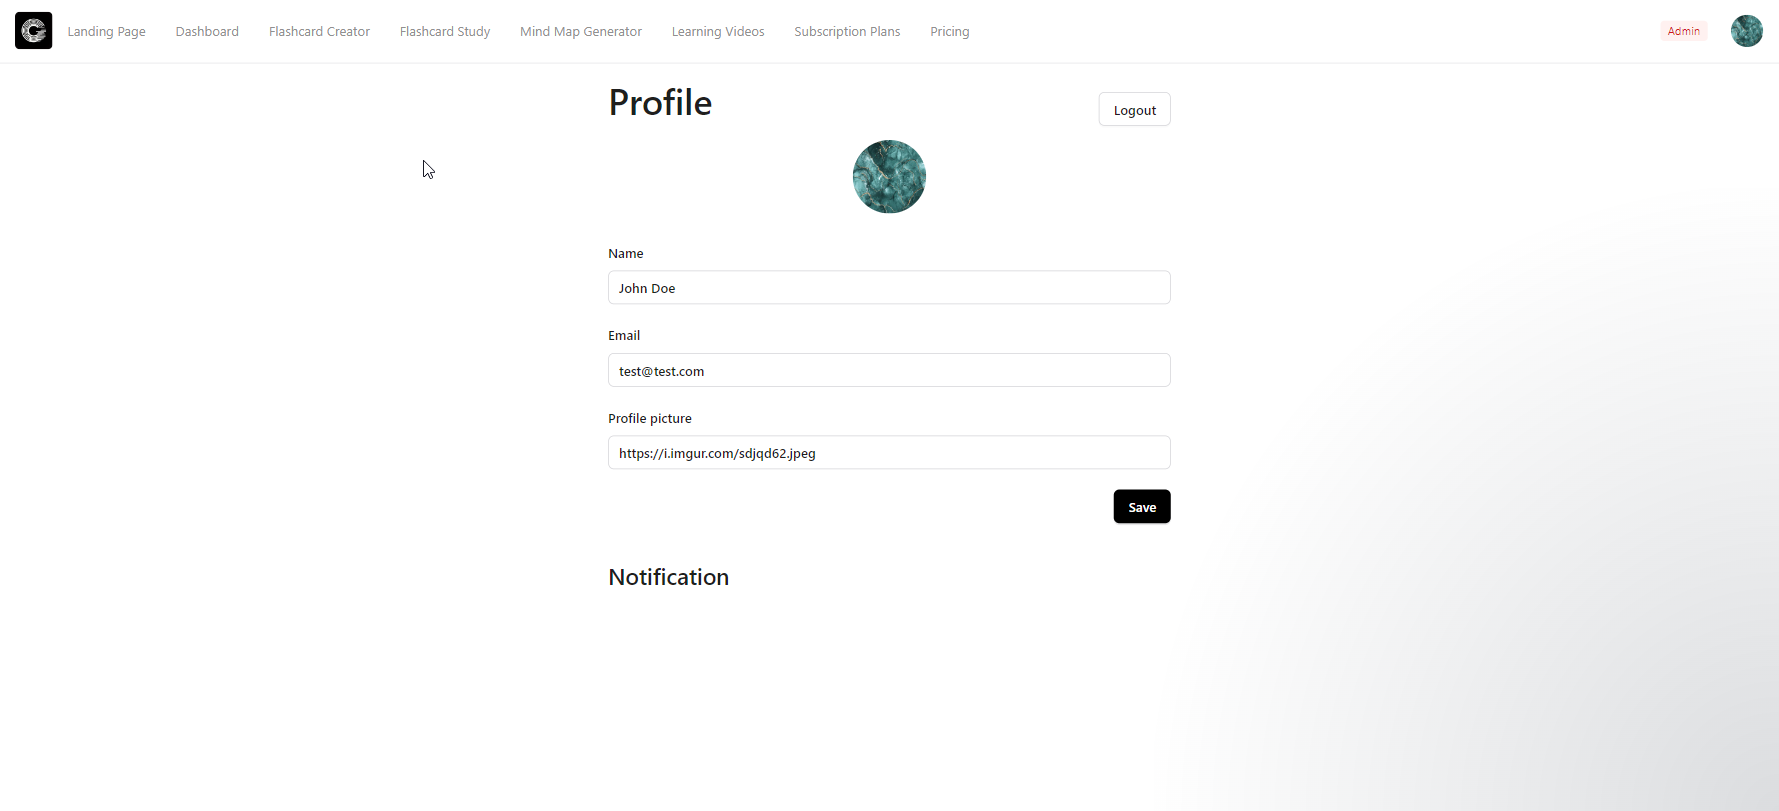 Landing Page Dashboard Flashcard Creator Flashcard Study Mind Map Generator Learning Videos Subscription Plans Pricing Admin
Profile
Logout
Name
John Doe
Email
test@test.com
Profile picture
https://i.imgur.com/sdjqd62.jpeg
Save
Notification